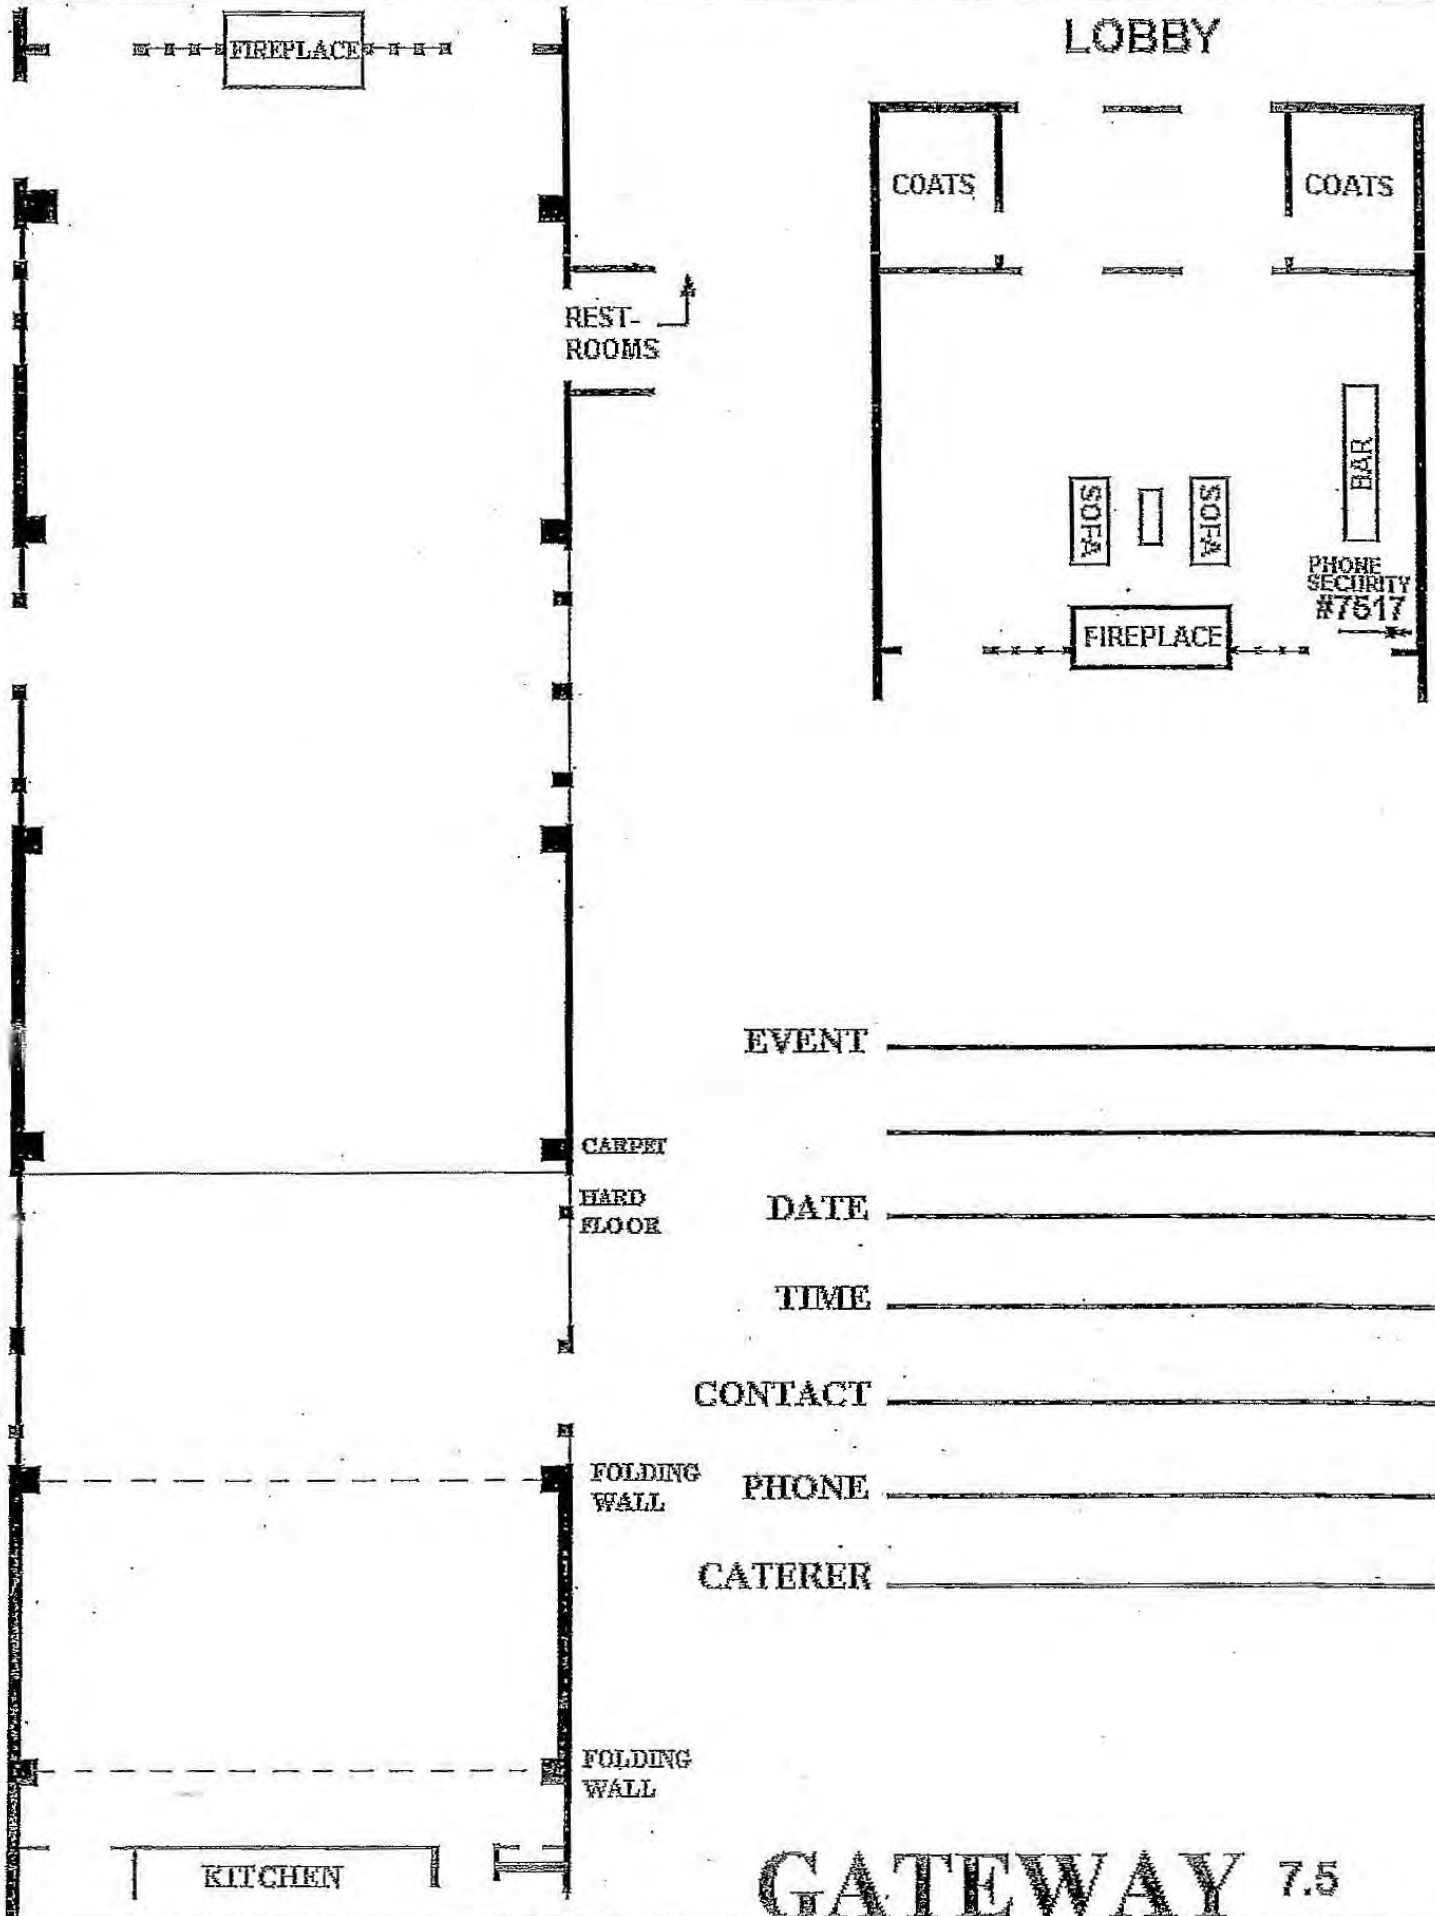 FIREPLACE
LOBBY
COATS
COATS
REST-
ROOMS
BAR
SOFA
SOFA
PHONE
SECURITY
#7517
FIREPLACE
EVENT
CARPET
HARD
FLOOR
DATE
TIME
CONTACT
FOLDING
WALL
PHONE
CATERER
FOLDING
WALL
KITCHEN
GATEWAY 7.5